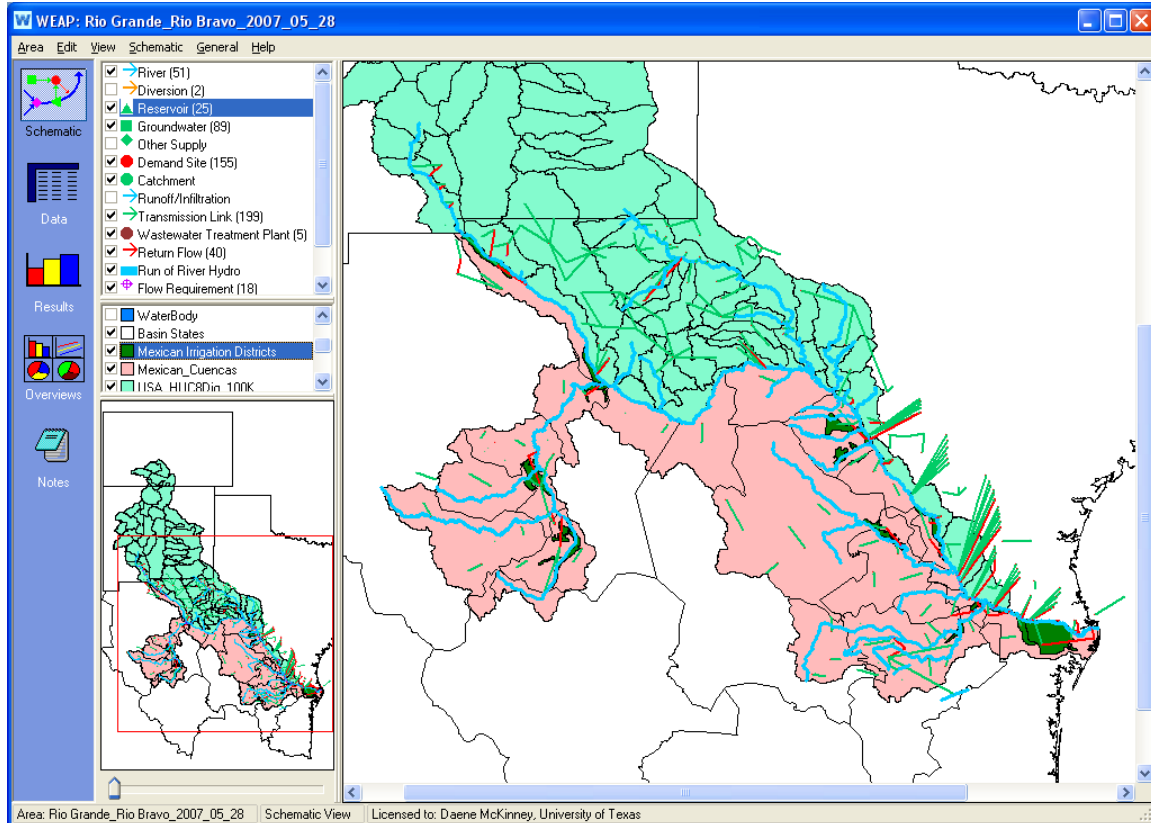 WEAP: Rio Grande_Rio Bravo_2007_05_28
Area Edit View Schematic General Help
Schematic
Data
Results
Overviews
Notes
River (51)
Diversion (2)
Reservoir (25)
Groundwater (89)
Other Supply
Demand Site (155)
Catchment
Runoff/Infiltration
Transmission Link (199)
Wastewater Treatment Plant (5)
Return Flow (40)
Run of River Hydro
Flow Requirement (18)
WaterBody
Basin States
Mexican Irrigation Districts
Mexican_Cuencas
USA_HUC8Dig_100K
Area: Rio Grande_Rio Bravo_2007_05_28 Schematic View Licensed to: Daene McKinney, University of Texas